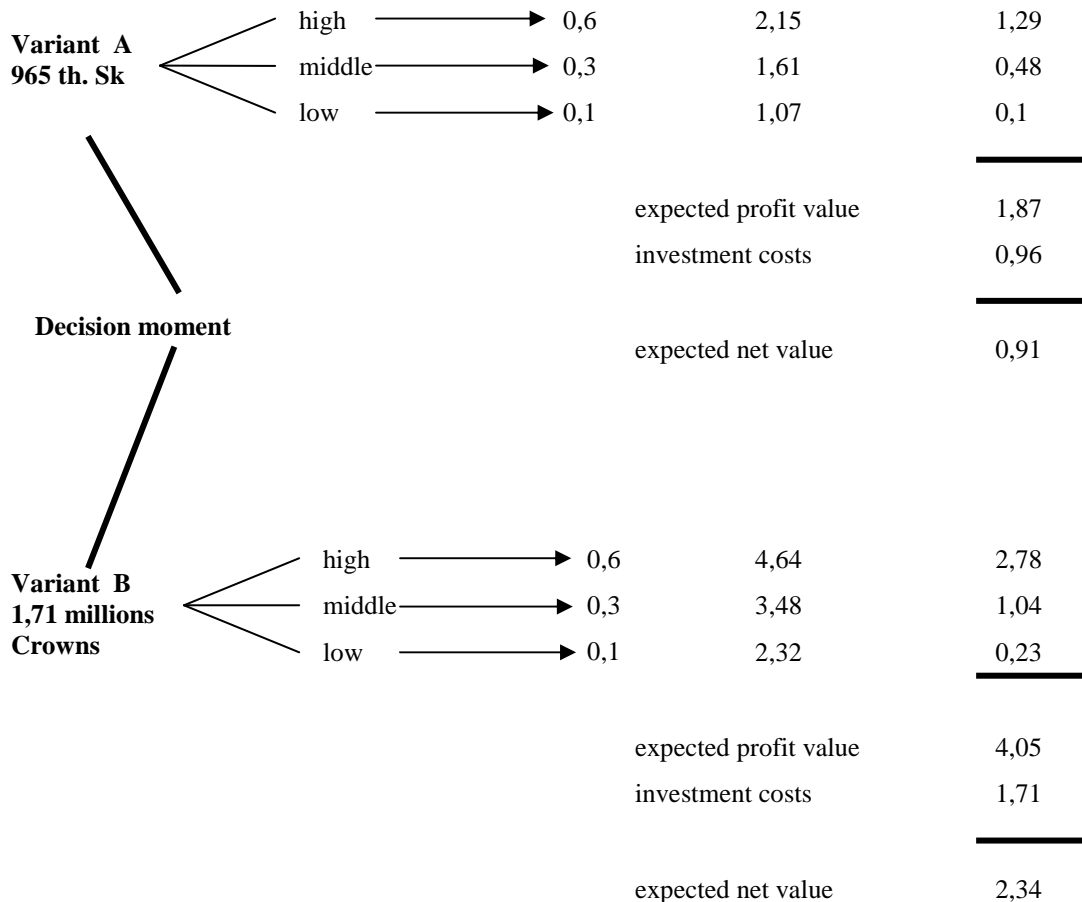 high 0,6 2,15 1,29
Variant A
965 th. Sk
middle 0,3 1,61 0,48
low 0,1 1,07 0,1
expected profit value 1,87
investment costs 0,96
Decision moment
expected net value 0,91
high 0,6 4,64 2,78
Variant B
1,71 millions
Crowns
middle 0,3 3,48 1,04
low 0,1 2,32 0,23
expected profit value 4,05
investment costs 1,71
expected net value 2,34